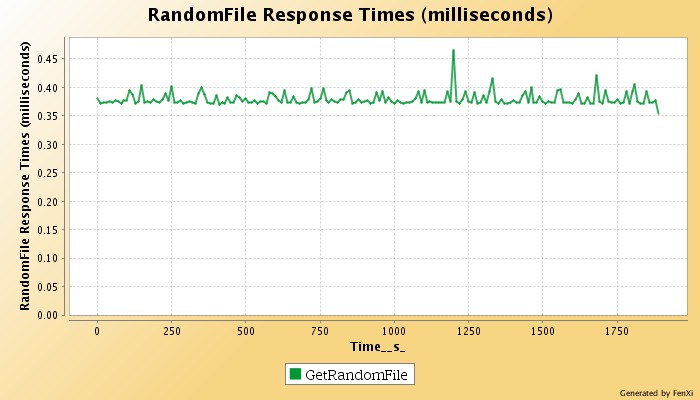 RandomFile Response Times (milliseconds)
RandomFile Response Times (milliseconds)
0.45
0.40
0.35
0.30
0.25
0.20
0.15
0.10
0.05
0.00
0 250 500 750 1000 1250 1500 1750
Time__s_
GetRandomFile
Generated by FenXi